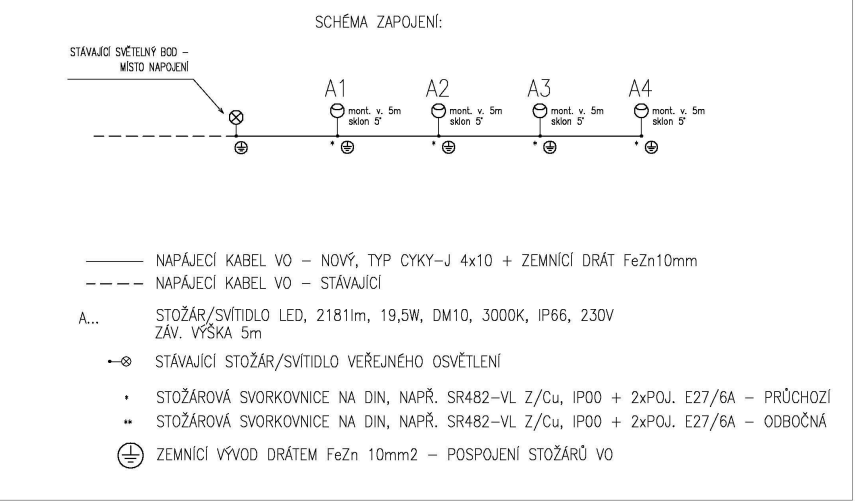 SCHÉMA ZAPOJENÍ:
STÁVAJÍCÍ SVĚTELNÝ BOD –
MÍSTO NAPOJENÍ
A1
mont. v. 5m
sklon 5°
A2
mont. v. 5m
sklon 5°
A3
mont. v. 5m
sklon 5°
A4
mont. v. 5m
sklon 5°
*
*
*
*
NAPÁJECÍ KABEL VO – NOVÝ, TYP CYKY–J 4x10 + ZEMNÍCÍ DRÁT FeZn10mm
NAPÁJECÍ KABEL VO – STÁVAJÍCÍ
A... STOŽÁR/SVÍTIDLO LED, 2181lm, 19,5W, DM10, 3000K, IP66, 230V
ZÁV. VÝŠKA 5m
STÁVAJÍCÍ STOŽÁR/SVÍTIDLO VEŘEJNÉHO OSVĚTLENÍ
* STOŽÁROVÁ SVORKOVNICE NA DIN, NAPŘ. SR482–VL Z/Cu, IP00 + 2xPOJ. E27/6A – PRŮCHOZÍ
** STOŽÁROVÁ SVORKOVNICE NA DIN, NAPŘ. SR482–VL Z/Cu, IP00 + 2xPOJ. E27/6A – ODBOČNÁ
ZEMNÍCÍ VÝVOD DRÁTEM FeZn 10mm2 – POSPOJENÍ STOŽÁRŮ VO